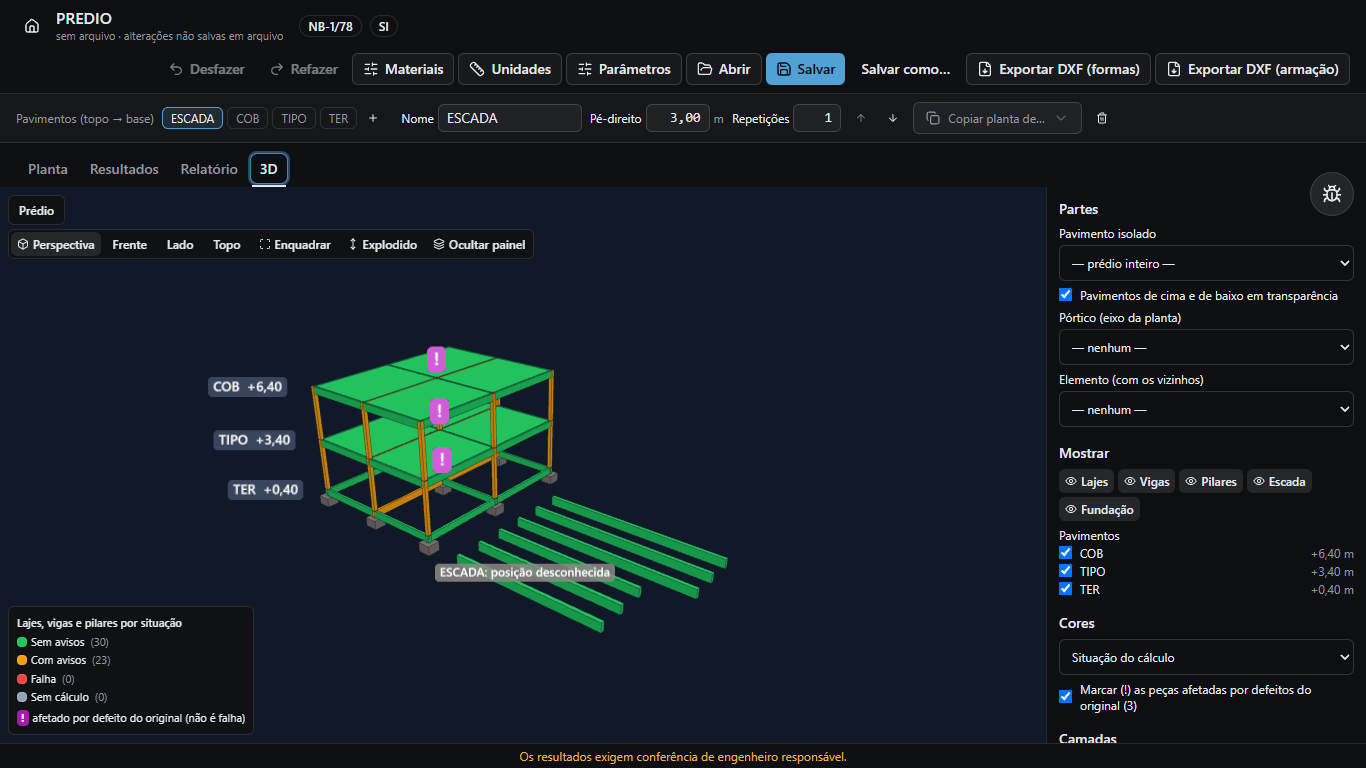 PREDIO
sem arquivo · alterações não salvas em arquivo
NB-1/78
SI
Desfazer
Refazer
Materiais
Unidades
Parâmetros
Abrir
Salvar
Salvar como...
Exportar DXF (formas)
Exportar DXF (armação)
Pavimentos (topo → base)
ESCADA
COB
TIPO
TER
+
Nome
ESCADA
Pé-direito
3,00
m
Repetições
1
Copiar planta de...
Planta
Resultados
Relatório
3D
Prédio
Perspectiva
Frente
Lado
Topo
Enquadrar
Explodido
Ocultar painel
COB +6,40
TIPO +3,40
TER +0,40
!
!
!
ESCADA: posição desconhecida
Lajes, vigas e pilares por situação
Sem avisos (30)
Com avisos (23)
Falha (0)
Sem cálculo (0)
! afetado por defeito do original (não é falha)
Partes
Pavimento isolado
— prédio inteiro —
Pavimentos de cima e de baixo em transparência
Pórtico (eixo da planta)
— nenhum —
Elemento (com os vizinhos)
— nenhum —
Mostrar
Lajes
Vigas
Pilares
Escada
Fundação
Pavimentos
COB +6,40 m
TIPO +3,40 m
TER +0,40 m
Cores
Situação do cálculo
Marcar (!) as peças afetadas por defeitos do
original (3)
Camadas
Os resultados exigem conferência de engenheiro responsável.